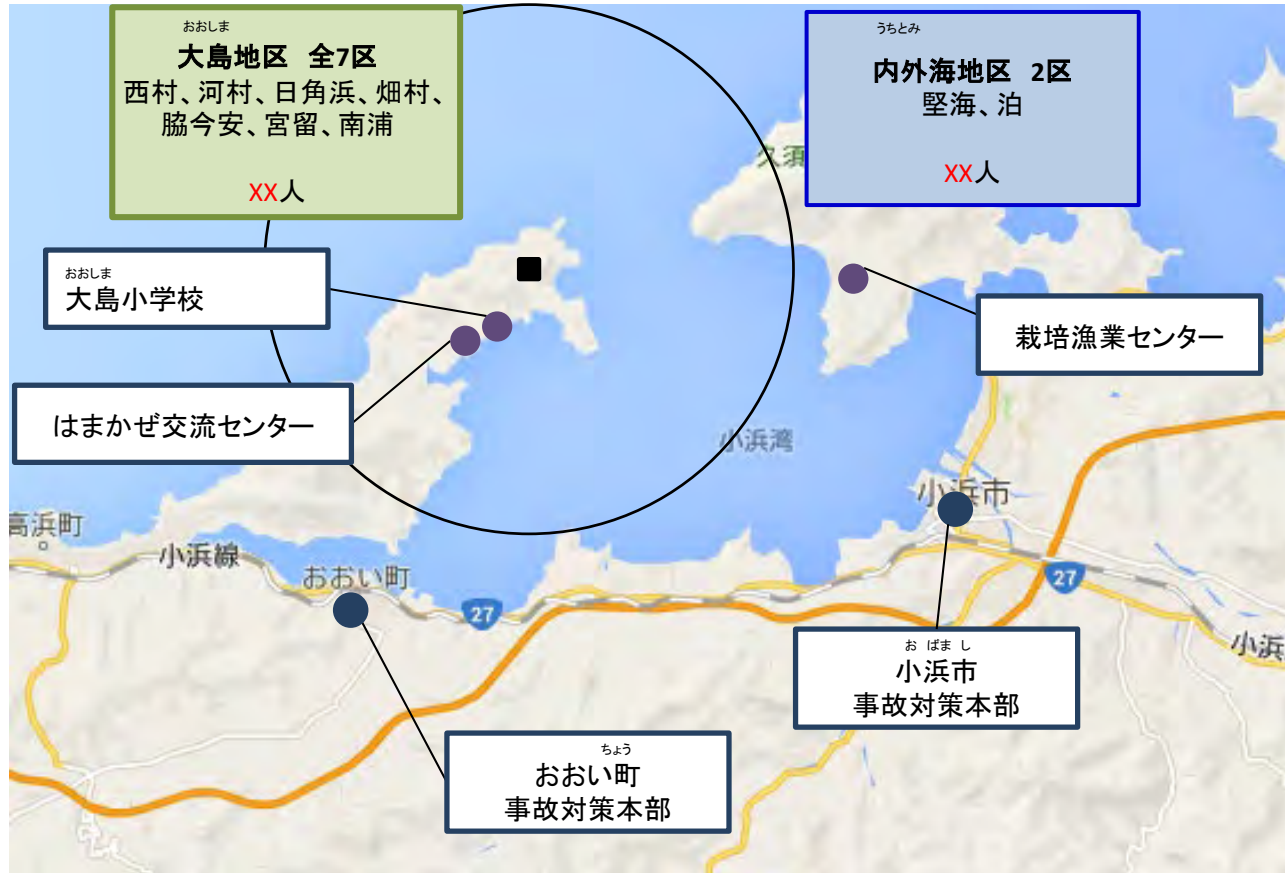 おおしま
大島地区 全7区
西村、河村、日角浜、畑村、
脇今安、宮留、南浦
XX人
うちとみ
内外海地区 2区
堅海、泊
XX人
久須
おおしま
大島小学校
栽培漁業センター
はまかぜ交流センター
小浜湾
小浜市
高浜町
小浜線
おおい町
27
27
小浜
お ばま し
小浜市
事故対策本部
ちょう
おおい町
事故対策本部